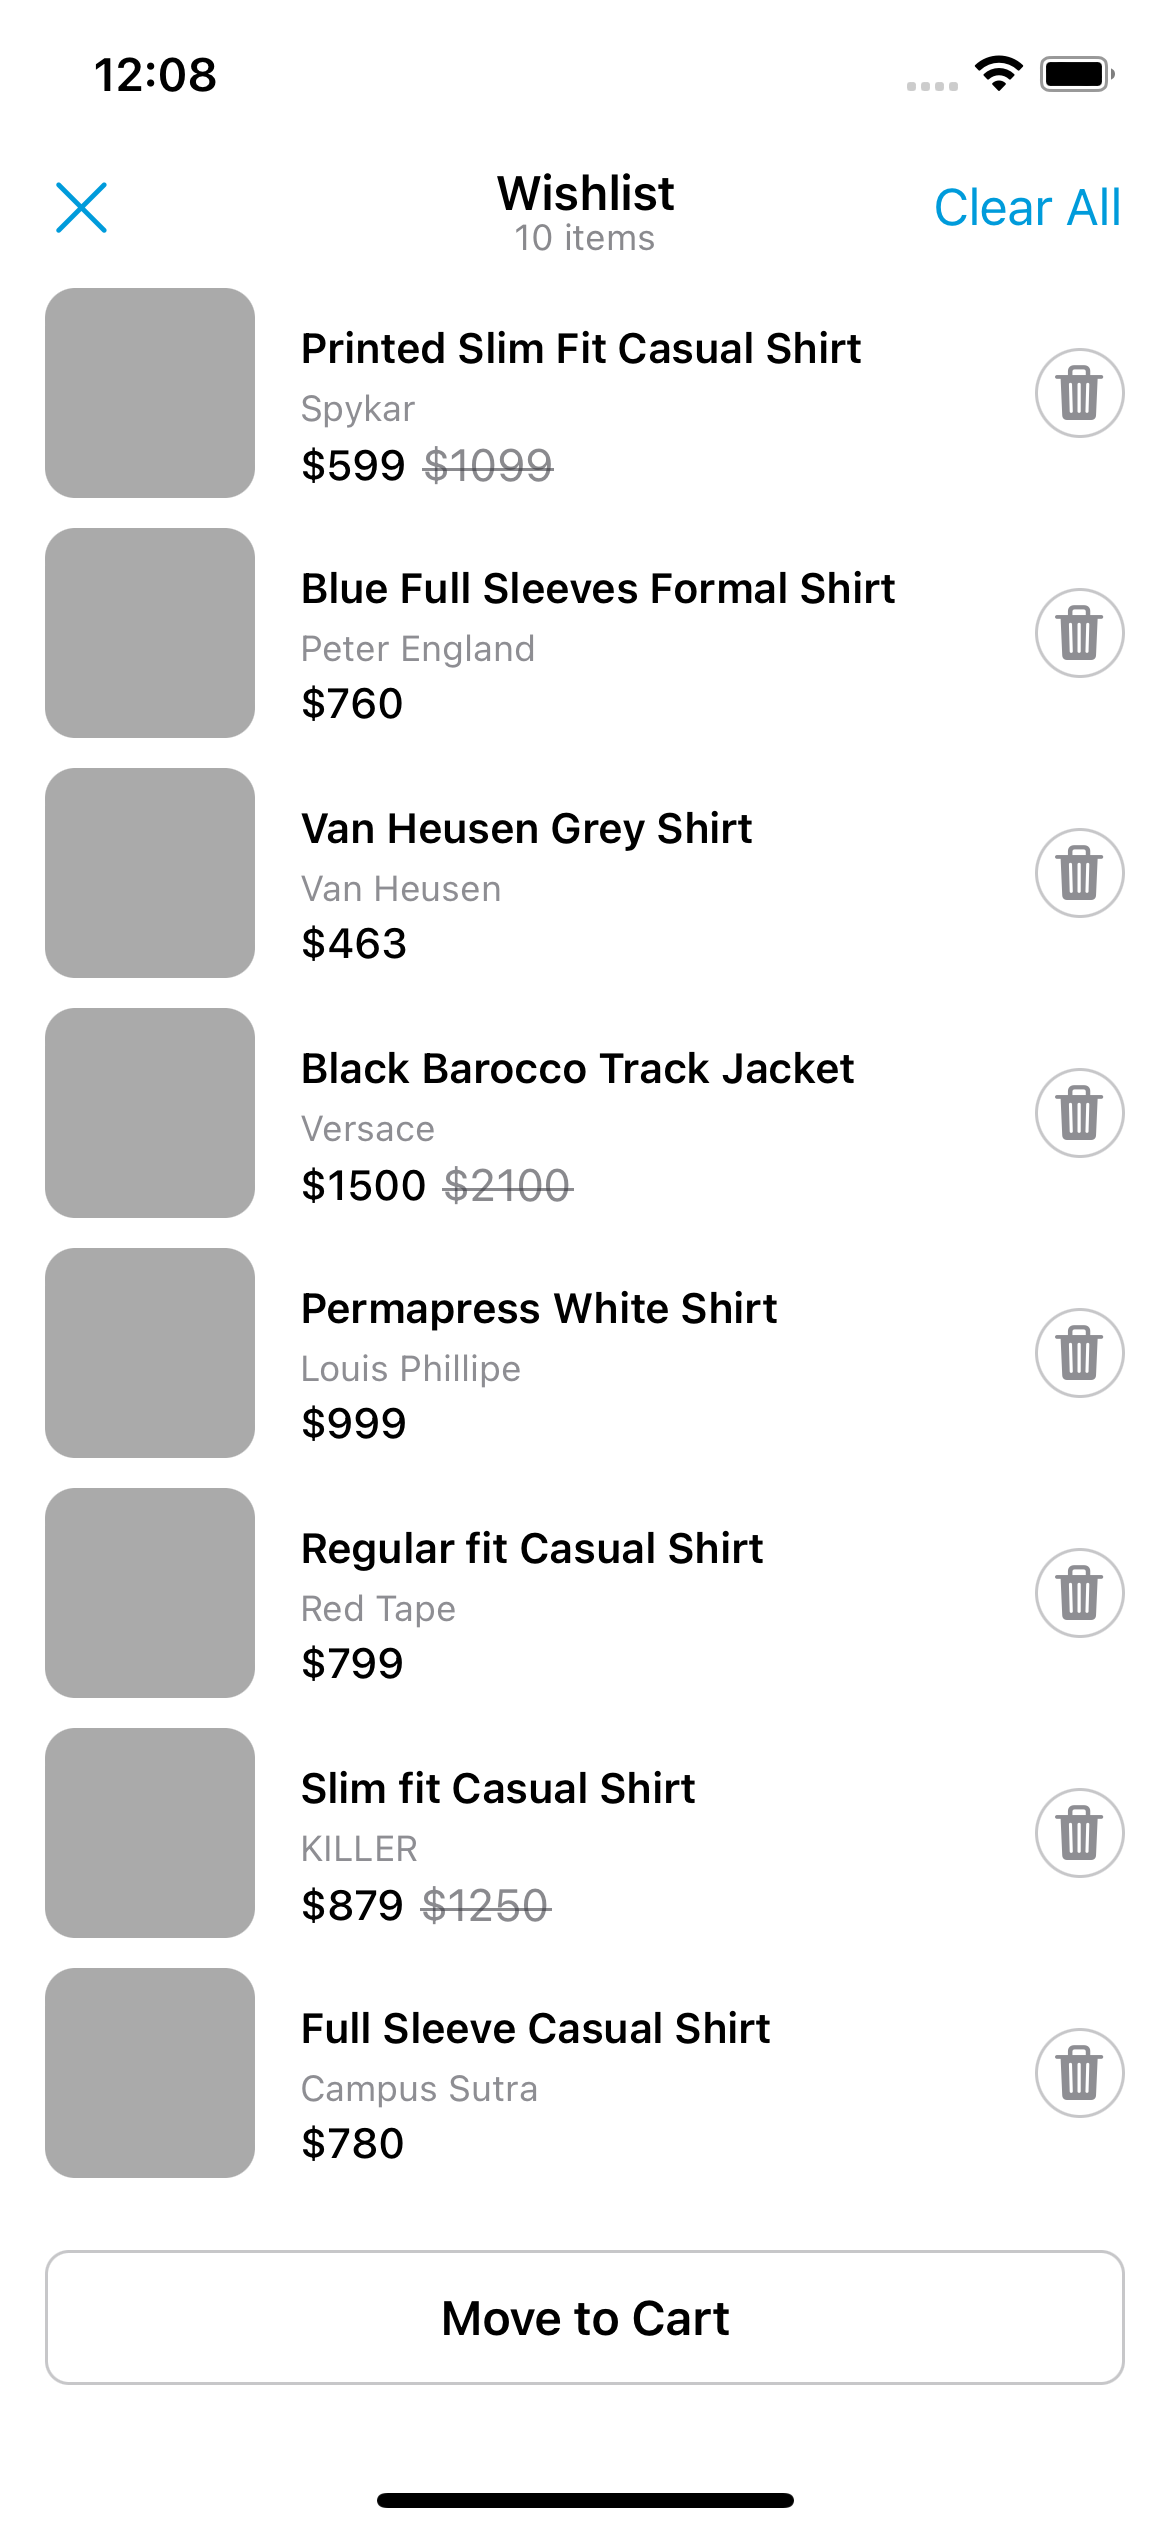 12:08
Wishlist
10 items
Clear All
Printed Slim Fit Casual Shirt
Spykar
$599 $1099
Blue Full Sleeves Formal Shirt
Peter England
$760
Van Heusen Grey Shirt
Van Heusen
$463
Black Barocco Track Jacket
Versace
$1500 $2100
Permapress White Shirt
Louis Phillipe
$999
Regular fit Casual Shirt
Red Tape
$799
Slim fit Casual Shirt
KILLER
$879 $1250
Full Sleeve Casual Shirt
Campus Sutra
$780
Move to Cart